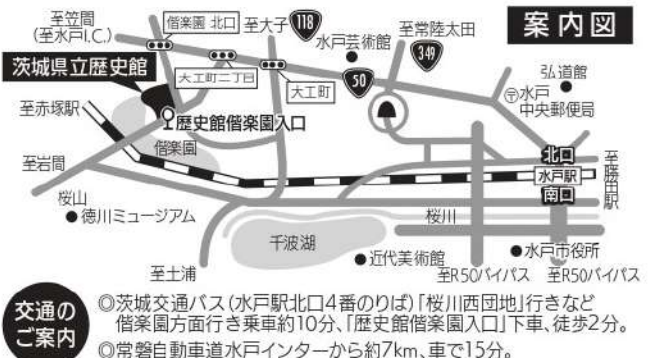 案内図
至笠間
(至水戸I.C.)
偕楽園 北口
至大子
118
水戸芸術館
至常陸太田
349
茨城県立歴史館
大工町二丁目
大工町
50
弘道館
〒水戸
中央郵便局
至赤塚駅
歴史館偕楽園入口
偕楽園
至岩間
北口
水戸駅
南口
至勝田駅
桜山
徳川ミュージアム
桜川
千波湖
近代美術館
水戸市役所
至土浦
至R50バイパス
至R50バイパス
交通の
ご案内
◎茨城交通バス(水戸駅北口4番のりば)「桜川西団地」行きなど
偕楽園方面行き乗車約10分、「歴史館偕楽園入口」下車、徒歩2分。
◎常磐自動車道水戸インターから約7km、車で15分。